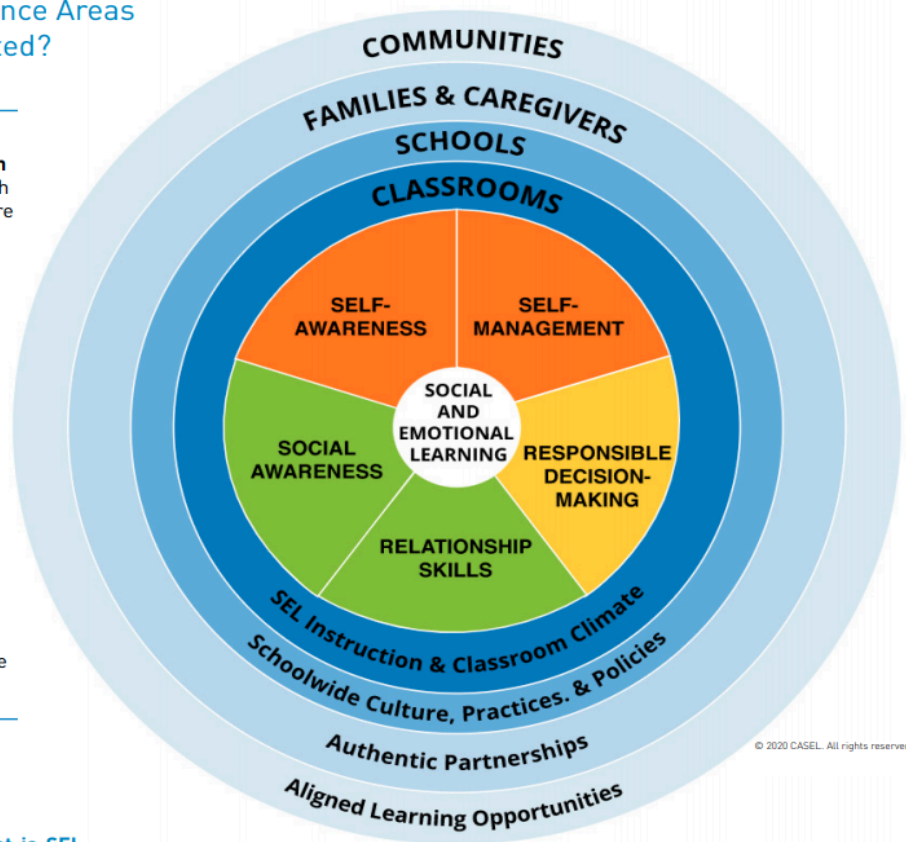 nce Areas
ted?
COMMUNITIES
FAMILIES & CAREGIVERS
SCHOOLS
CLASSROOMS
SELF-
AWARENESS
SELF-
MANAGEMENT
SOCIAL
AND
EMOTIONAL
LEARNING
SOCIAL
AWARENESS
RESPONSIBLE
DECISION-
MAKING
RELATIONSHIP
SKILLS
SEL Instruction & Classroom Climate
Schoolwide Culture, Practices. & Policies
Authentic Partnerships
Aligned Learning Opportunities
© 2020 CASEL. All rights reserve